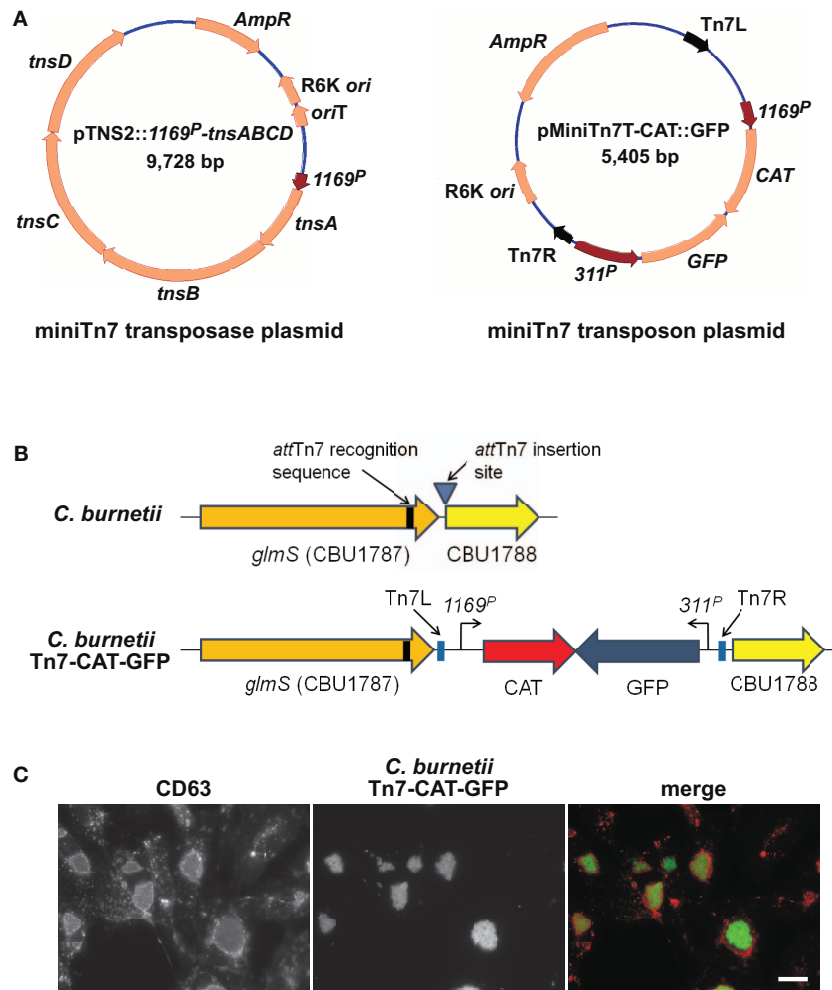 A
AmpR
tnsD
R6K ori
oriT
pTNS2::1169P-tnsABCD
9,728 bp
1169P
tnsA
tnsC
tnsB
miniTn7 transposase plasmid
Tn7L
AmpR
1169P
pMiniTn7T-CAT::GFP
5,405 bp
CAT
R6K ori
Tn7R
311P
GFP
miniTn7 transposon plasmid
B
attTn7 recognition
sequence
attTn7 insertion
site
C. burnetii
glmS (CBU1787)
CBU1788
Tn7L
1169P
311P
Tn7R
C. burnetii
Tn7-CAT-GFP
glmS (CBU1787)
CAT
GFP
CBU1788
C
CD63
C. burnetii
Tn7-CAT-GFP
merge